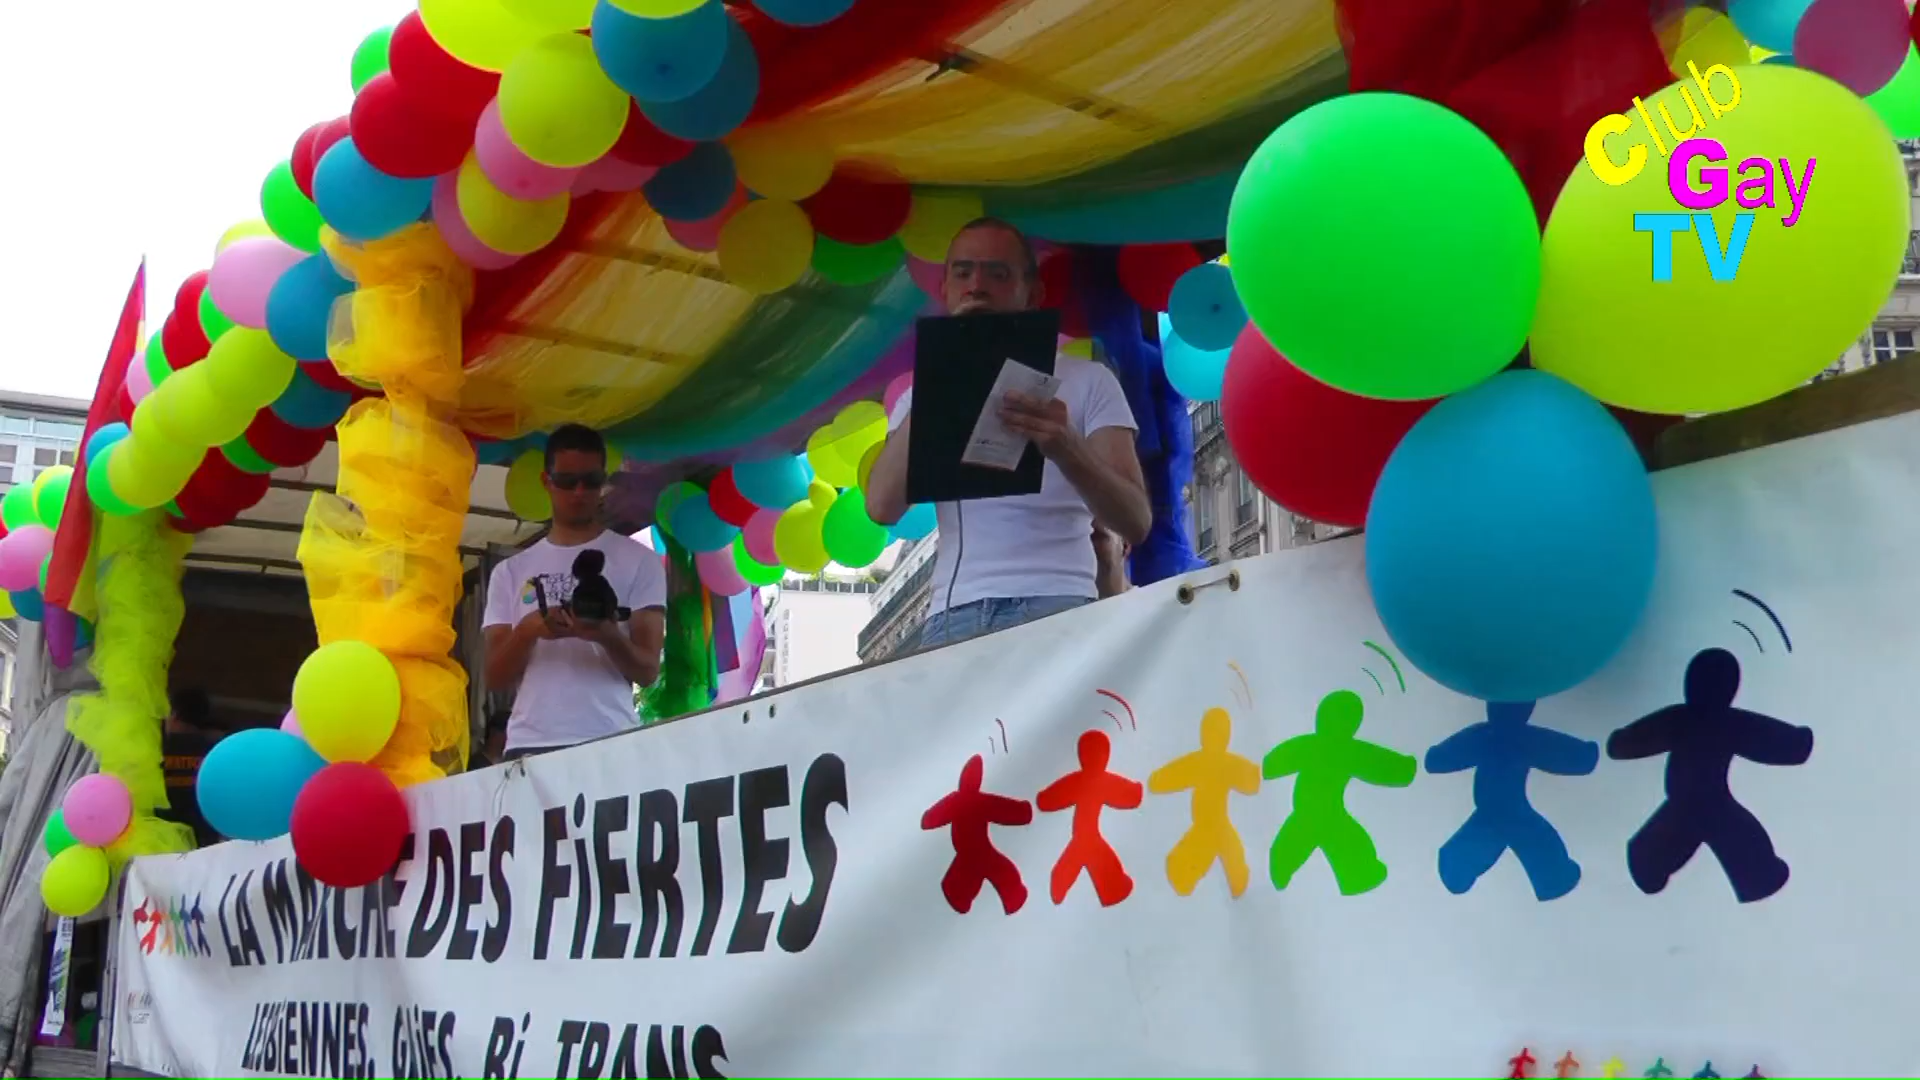 Club
Gay
TV
LA MARCHE DES FiERTES
LESBiENNES, GAiES, Bi, TRANS